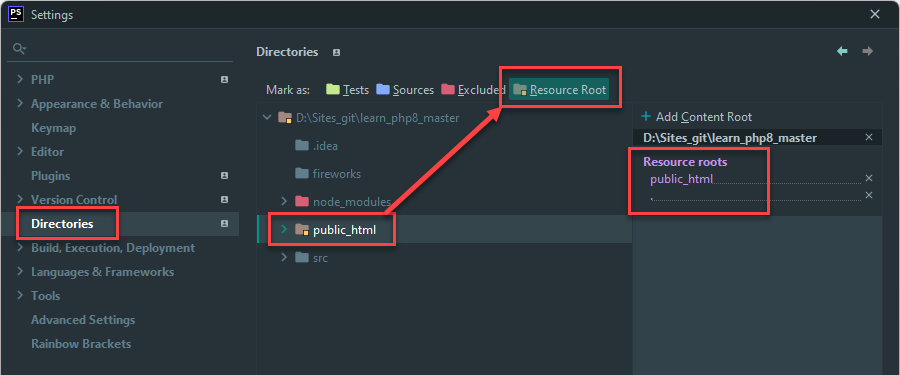 PS Settings
Directories
Mark as: Tests Sources Excluded Resource Root
PHP
Appearance & Behavior
Keymap
Editor
Plugins
Version Control
Directories
Build, Execution, Deployment
Languages & Frameworks
Tools
Advanced Settings
Rainbow Brackets
D:\Sites_git\learn_php8_master
.idea
fireworks
node_modules
public_html
src
+ Add Content Root
D:\Sites_git\learn_php8_master
Resource roots
public_html
.